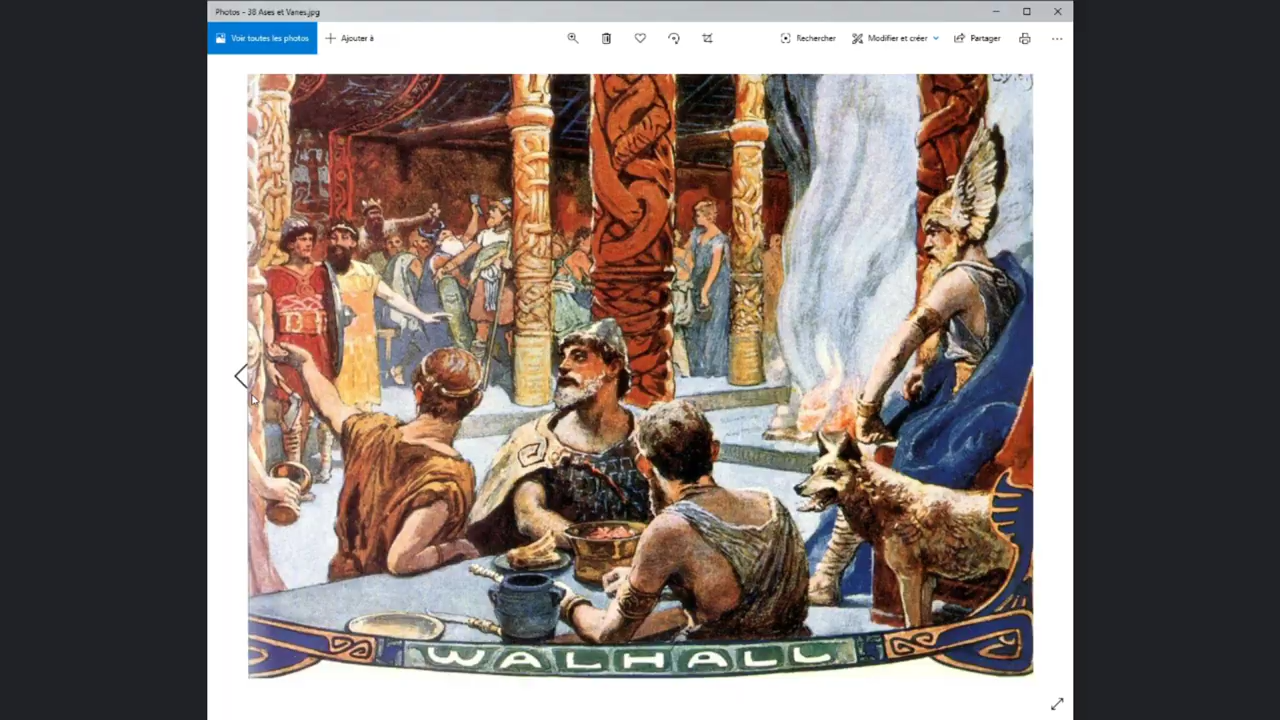 Photos - 38 Ases et Vanes.jpg
Voir toutes les photos
Ajouter à
Rechercher
Modifier et créer
Partager
WALHALL